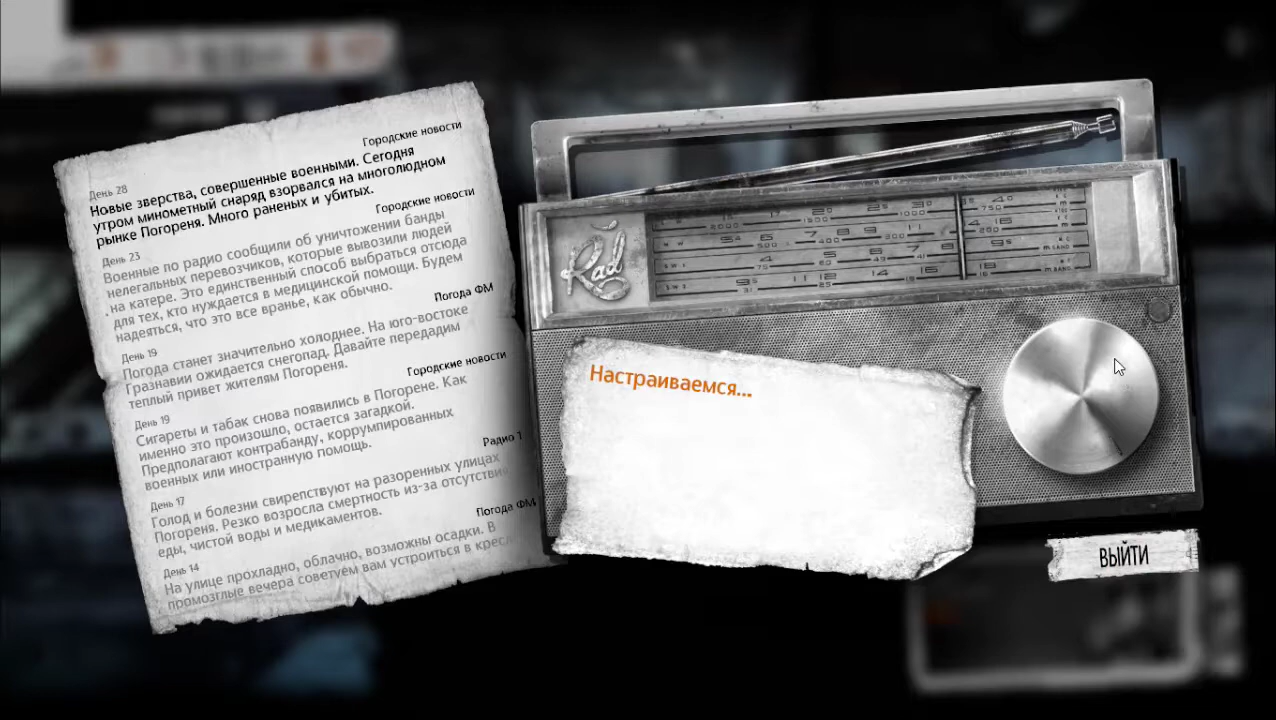 Городские новости
День 28
Новые зверства, совершенные военными. Сегодня
утром минометный снаряд взорвался на многолюдном
рынке Погореня. Много раненых и убитых.
Городские новости
День 23
Военные по радио сообщили об уничтожении банды
нелегальных перевозчиков, которые вывозили людей
на катере. Это единственный способ выбраться отсюда
для тех, кто нуждается в медицинской помощи. Будем
надеяться, что это все вранье, как обычно.
Погода ФМ
День 19
Погода станет значительно холоднее. На юго-востоке
Гразнавии ожидается снегопад. Давайте передадим
теплый привет жителям Погореня.
Городские новости
День 19
Сигареты и табак снова появились в Погорене. Как
именно это произошло, остается загадкой.
Предполагают контрабанду, коррумпированных
военных или иностранную помощь.
Радио 1
День 17
Голод и болезни свирепствуют на разоренных улицах
Погореня. Резко возросла смертность из-за отсутствия
еды, чистой воды и медикаментов.
Погода ФМ
День 14
На улице прохладно, облачно, возможны осадки. В
промозглые вечера советуем вам устроиться в кресл
Rad
Настраиваемся...
ВЫЙТИ